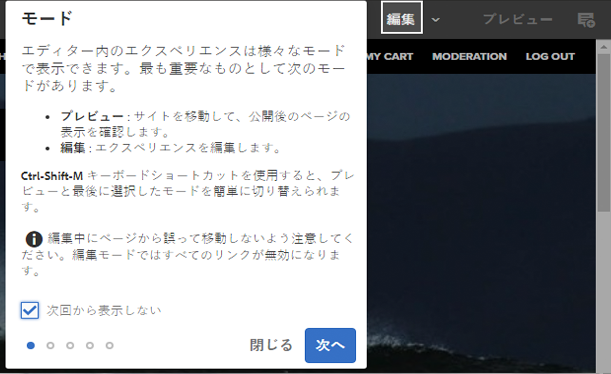 モード
編集
プレビュー
エディター内のエクスペリエンスは様々なモード
で表示できます。最も重要なものとして次のモー
ドがあります。
MY CART
MODERATION
LOG OUT
• プレビュー : サイトを移動して、公開後のページの
表示を確認します。
• 編集 : エクスペリエンスを編集します。
Ctrl-Shift-M キーボードショートカットを使用すると、プレ
ビューと最後に選択したモードを簡単に切り替えられま
す。
編集中にページから誤って移動しないよう注意してく
ださい。編集モードではすべてのリンクが無効になりま
す。
次回から表示しない
閉じる
次へ